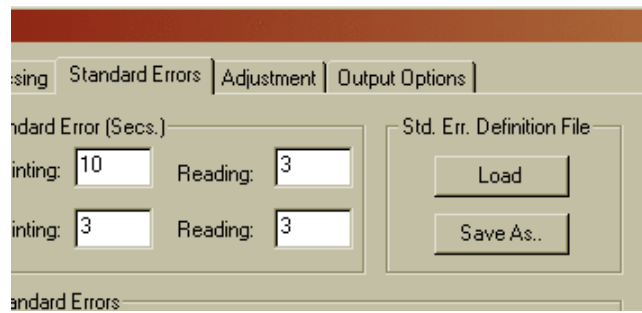 sing Standard Errors Adjustment Output Options
ndard Error (Secs.) Std. Err. Definition File
inting: 10 Reading: 3 Load
inting: 3 Reading: 3 Save As..
andard Errors